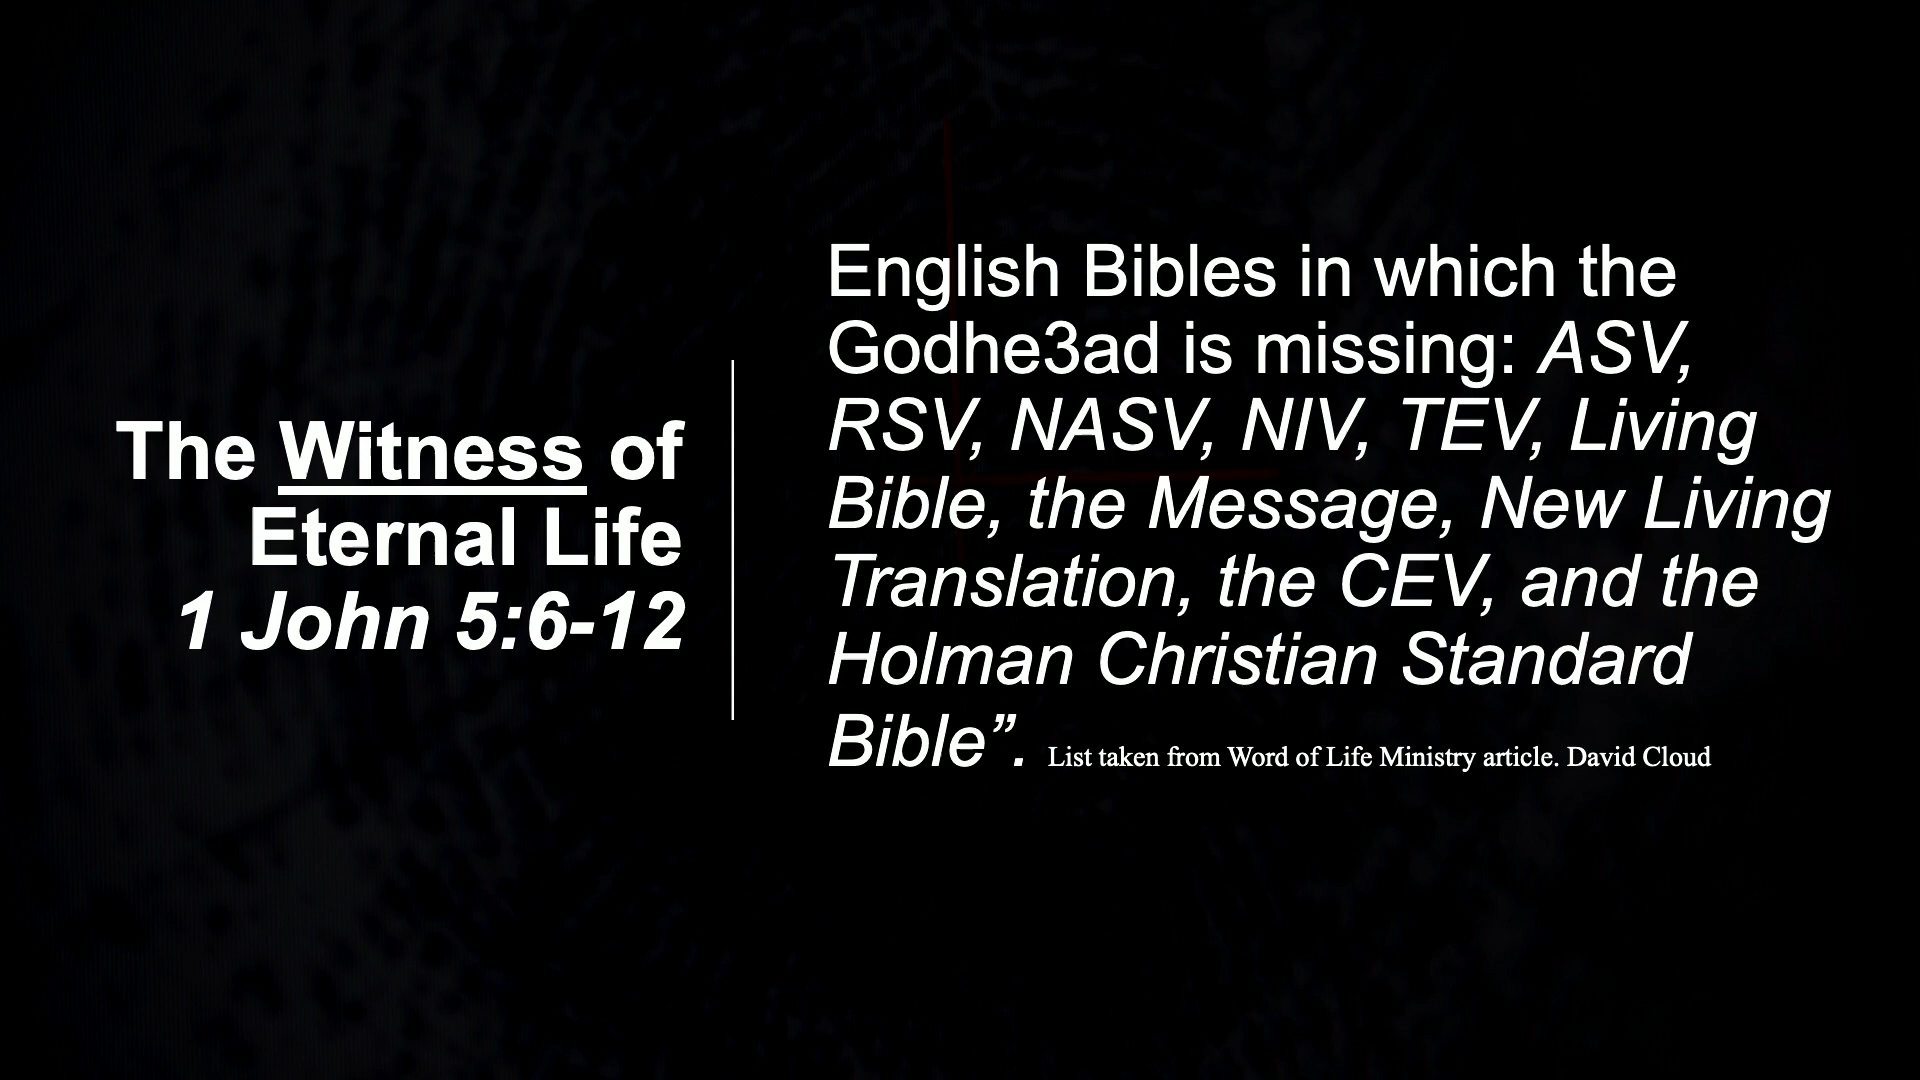 The Witness of
Eternal Life
1 John 5:6-12
English Bibles in which the
Godhe3ad is missing: ASV,
RSV, NASV, NIV, TEV, Living
Bible, the Message, New Living
Translation, the CEV, and the
Holman Christian Standard
Bible”. List taken from Word of Life Ministry article. David Cloud